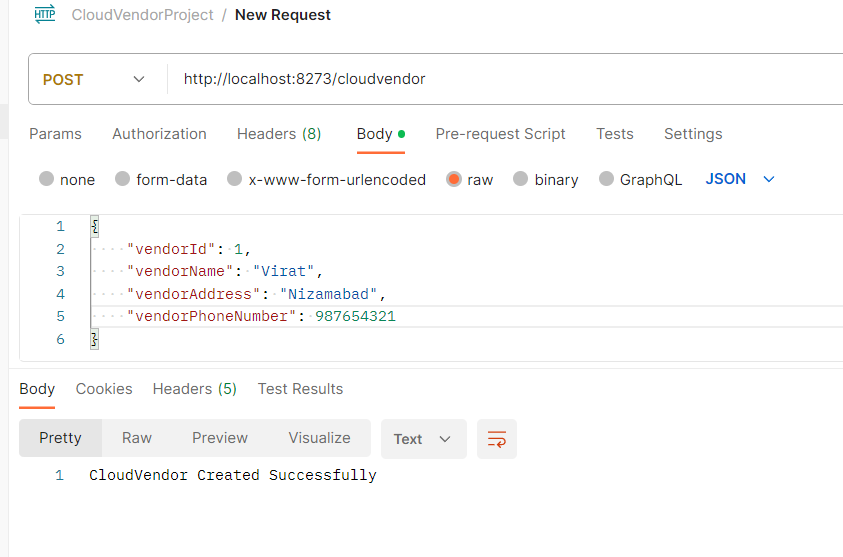 HTTP CloudVendorProject / New Request
POST http://localhost:8273/cloudvendor
Params Authorization Headers (8) Body Pre-request Script Tests Settings
none form-data x-www-form-urlencoded raw binary GraphQL JSON
1 {
2 "vendorId": 1,
3 "vendorName": "Virat",
4 "vendorAddress": "Nizamabad",
5 "vendorPhoneNumber": 987654321
6 }
Body Cookies Headers (5) Test Results
Pretty Raw Preview Visualize Text
1 CloudVendor Created Successfully